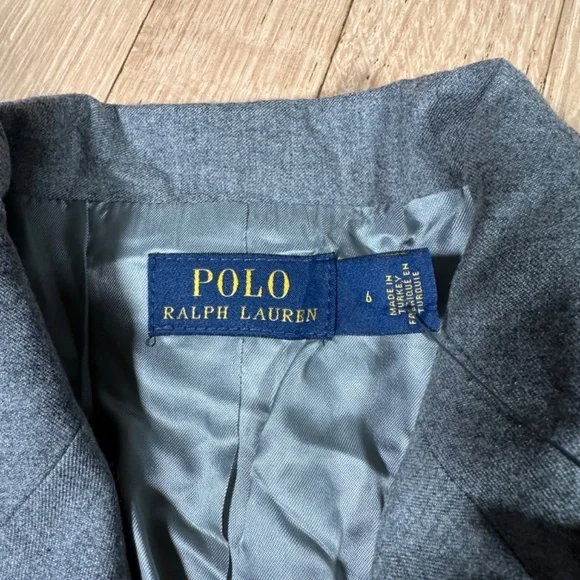 POLO
RALPH LAUREN
6
MADE IN
TURKEY
FABRIQUÉ EN
TURQUIE